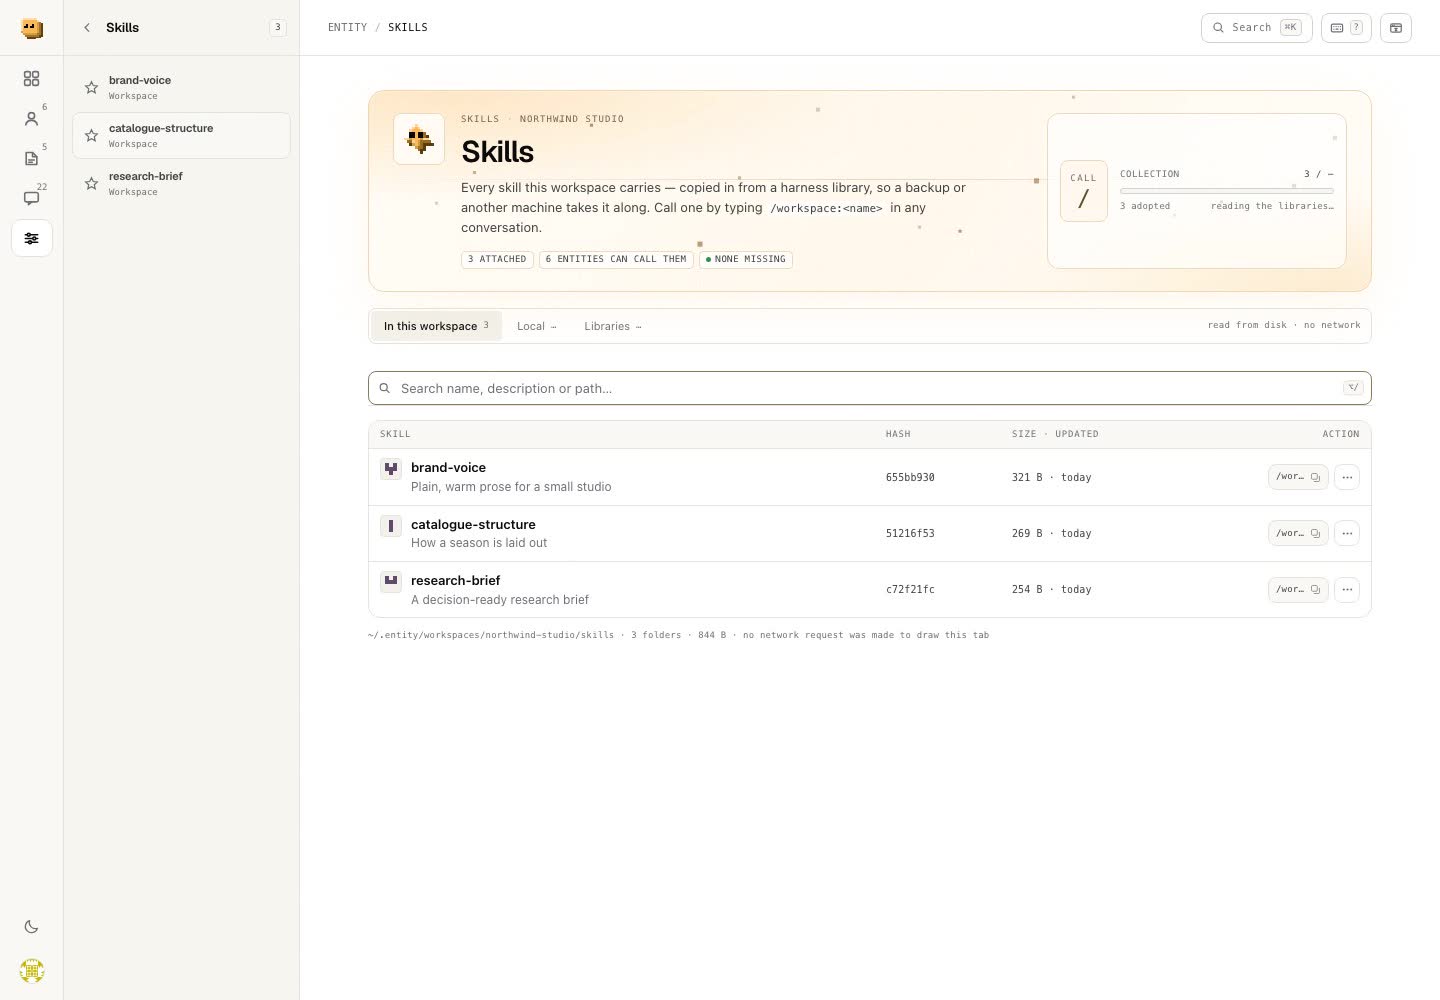 Skills
3
ENTITY / SKILLS
Search ⌘K
?
6
5
22
brand-voice
Workspace
catalogue-structure
Workspace
research-brief
Workspace
SKILLS · NORTHWIND STUDIO
Skills
Every skill this workspace carries — copied in from a harness library, so a backup or
another machine takes it along. Call one by typing /workspace:<name> in any
conversation.
3 ATTACHED
6 ENTITIES CAN CALL THEM
NONE MISSING
CALL
/
COLLECTION 3 / —
3 adopted reading the libraries…
In this workspace 3
Local …
Libraries …
read from disk · no network
Search name, description or path…
⌥/
SKILL HASH SIZE · UPDATED ACTION
brand-voice
Plain, warm prose for a small studio
655bb930 321 B · today /wor…
catalogue-structure
How a season is laid out
51216f53 269 B · today /wor…
research-brief
A decision-ready research brief
c72f21fc 254 B · today /wor…
~/.entity/workspaces/northwind-studio/skills · 3 folders · 844 B · no network request was made to draw this tab